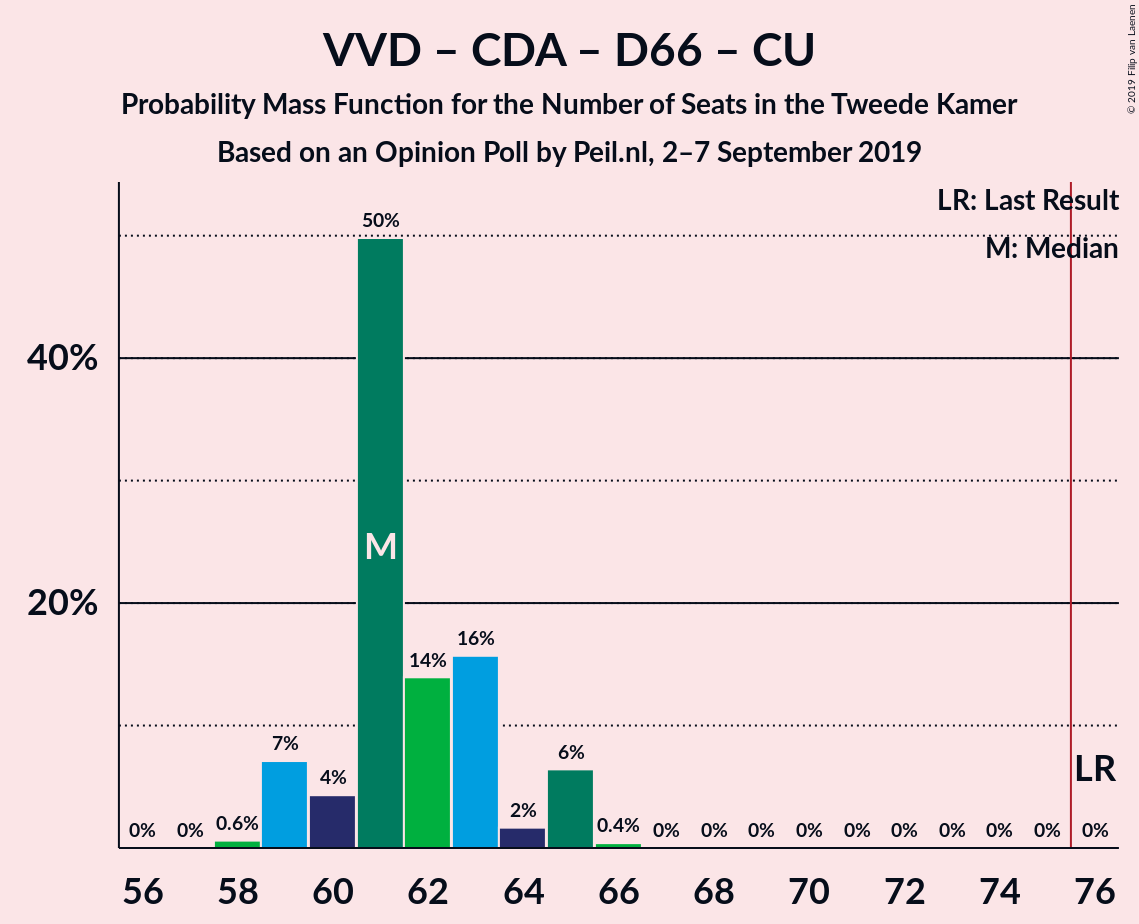 VVD – CDA – D66 – CU
Probability Mass Function for the Number of Seats in the Tweede Kamer
Based on an Opinion Poll by Peil.nl, 2–7 September 2019
© 2019 Filip van Laenen
LR: Last Result
M: Median
50%
40%
M
20%
16%
14%
7%
6%
LR
4%
2%
0% 0% 0.6% 0.4% 0% 0% 0% 0% 0% 0% 0% 0% 0% 0%
56 58 60 62 64 66 68 70 72 74 76